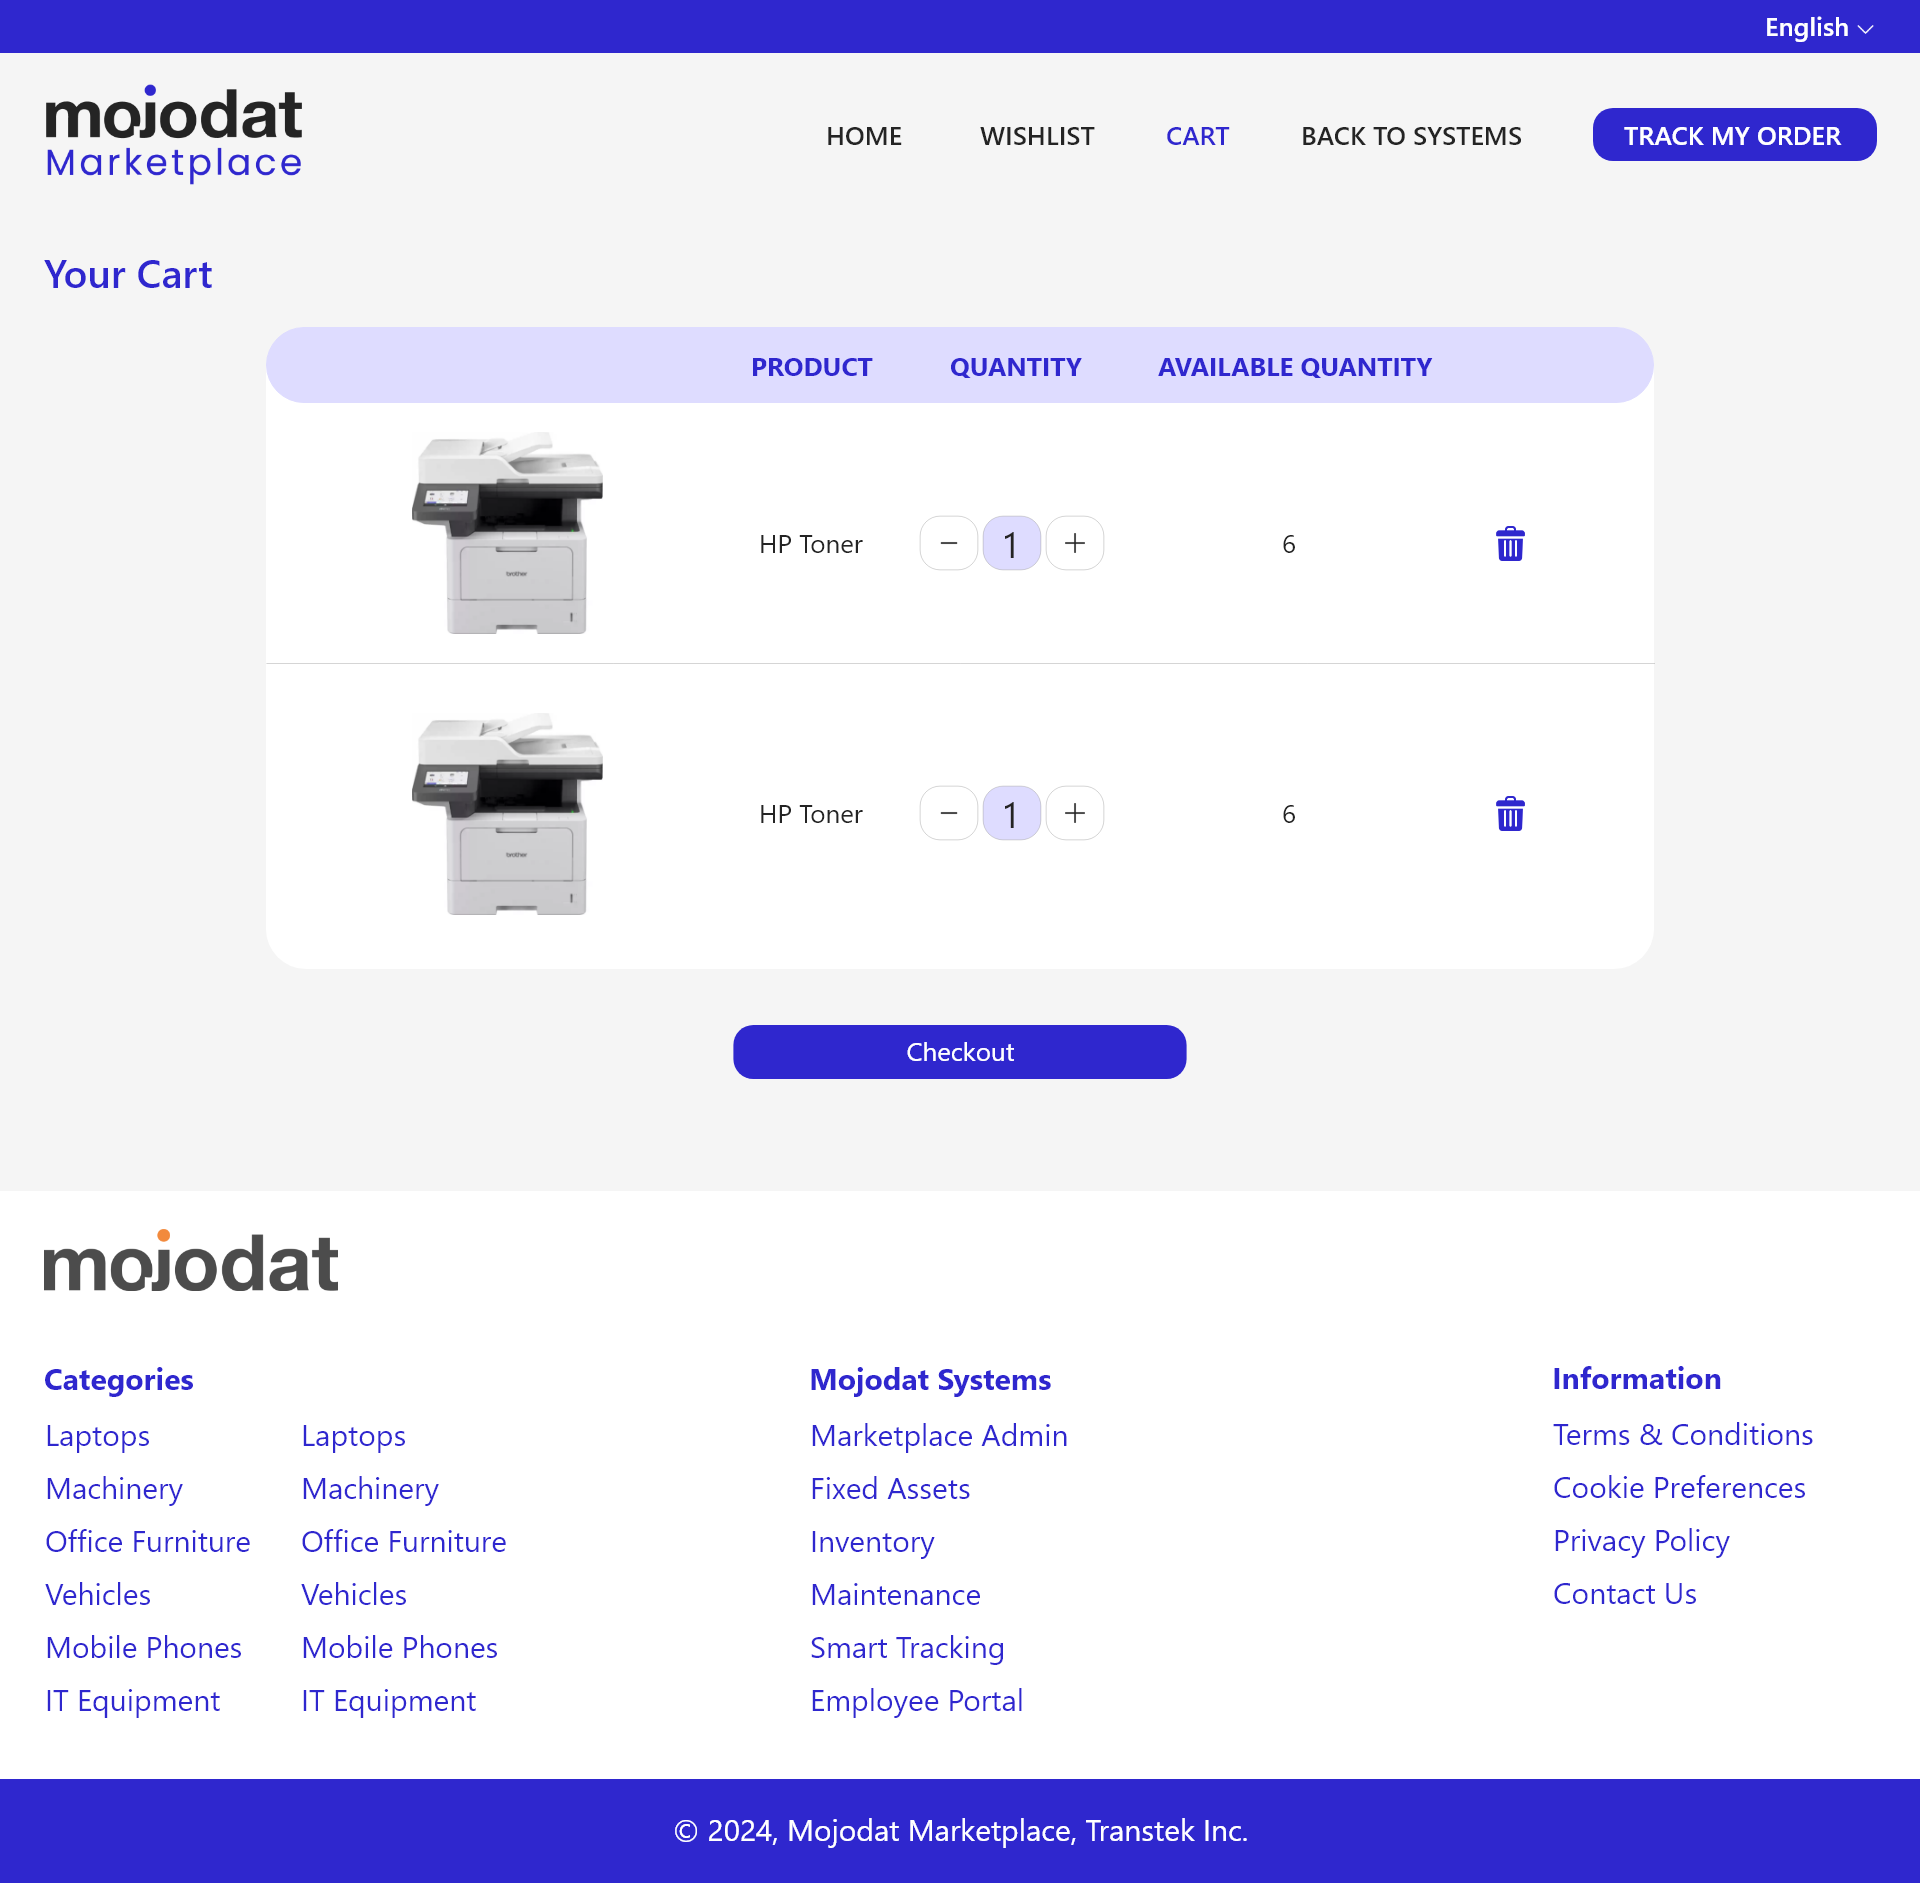 English
mojodat
Marketplace
HOME
WISHLIST
CART
BACK TO SYSTEMS
TRACK MY ORDER
Your Cart
PRODUCT
QUANTITY
AVAILABLE QUANTITY
brother
HP Toner
1
6
brother
HP Toner
1
6
Checkout
mojodat
Categories
Laptops
Machinery
Office Furniture
Vehicles
Mobile Phones
IT Equipment
Laptops
Machinery
Office Furniture
Vehicles
Mobile Phones
IT Equipment
Mojodat Systems
Marketplace Admin
Fixed Assets
Inventory
Maintenance
Smart Tracking
Employee Portal
Information
Terms & Conditions
Cookie Preferences
Privacy Policy
Contact Us
© 2024, Mojodat Marketplace, Transtek Inc.